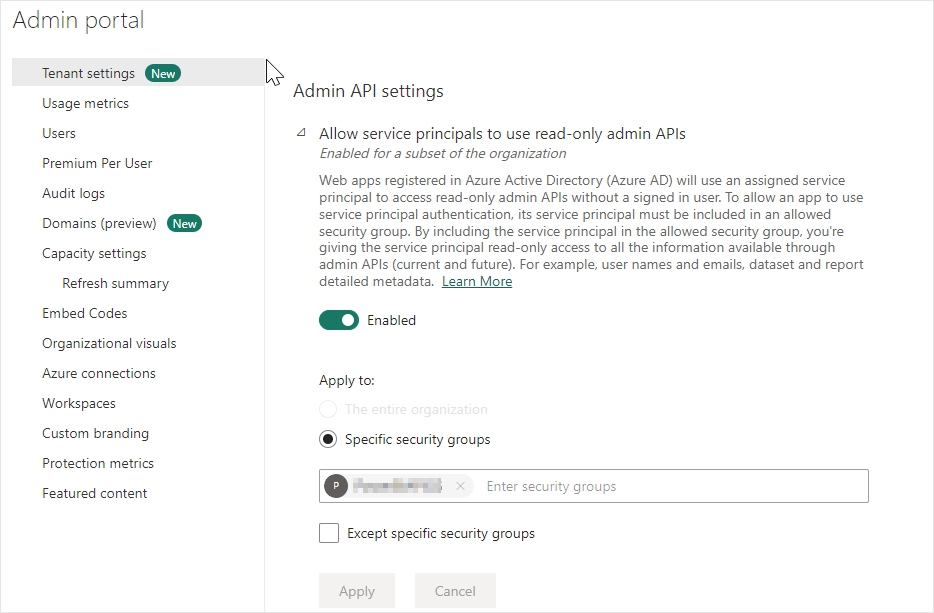 Admin portal
Tenant settings New
Usage metrics
Users
Premium Per User
Audit logs
Domains (preview) New
Capacity settings
Refresh summary
Embed Codes
Organizational visuals
Azure connections
Workspaces
Custom branding
Protection metrics
Featured content
Admin API settings
Allow service principals to use read-only admin APIs
Enabled for a subset of the organization
Web apps registered in Azure Active Directory (Azure AD) will use an assigned service
principal to access read-only admin APIs without a signed in user. To allow an app to use
service principal authentication, its service principal must be included in an allowed
security group. By including the service principal in the allowed security group, you're
giving the service principal read-only access to all the information available through
admin APIs (current and future). For example, user names and emails, dataset and report
detailed metadata. Learn More
Enabled
Apply to:
The entire organization
Specific security groups
P Enter security groups
Except specific security groups
Apply Cancel